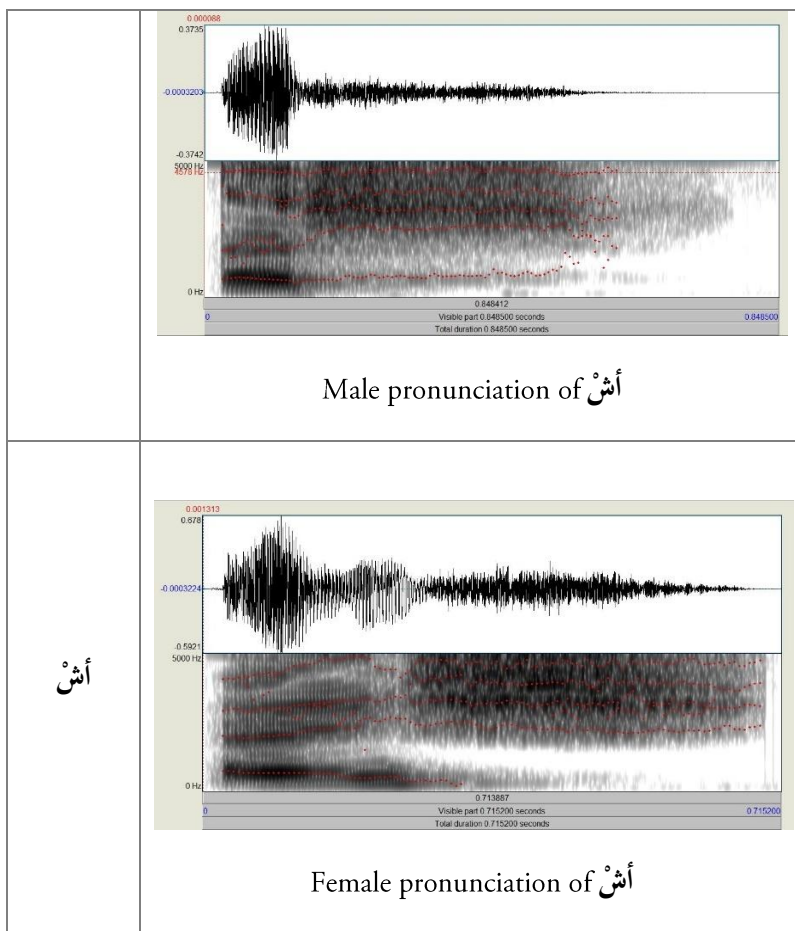 0.000088
0.3735
-0.0003203
-0.3742
5000 Hz
4578 Hz
0 Hz
0.848412
0 Visible part 0.848500 seconds 0.848500
Total duration 0.848500 seconds
Male pronunciation of أشْ
أشْ
0.001313
0.678
-0.0003224
-0.5921
5000 Hz
0 Hz
0.713887
0 Visible part 0.715200 seconds 0.715200
Total duration 0.715200 seconds
Female pronunciation of أشْ